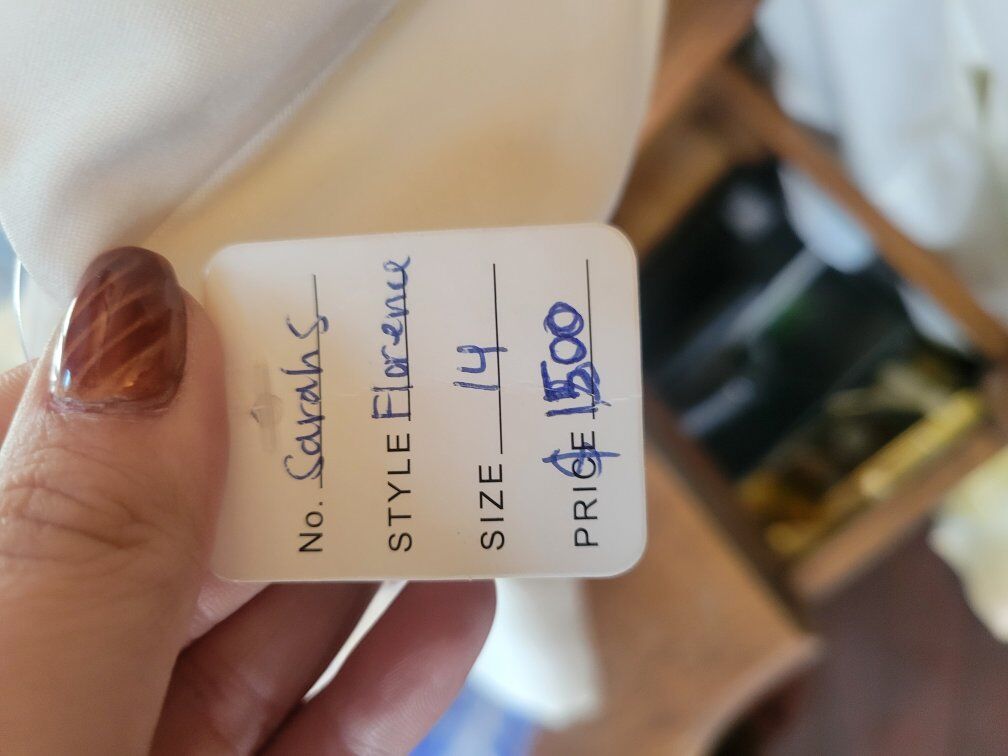 No. Sarahs
STYLE Florence
SIZE 14
PRICE $1500